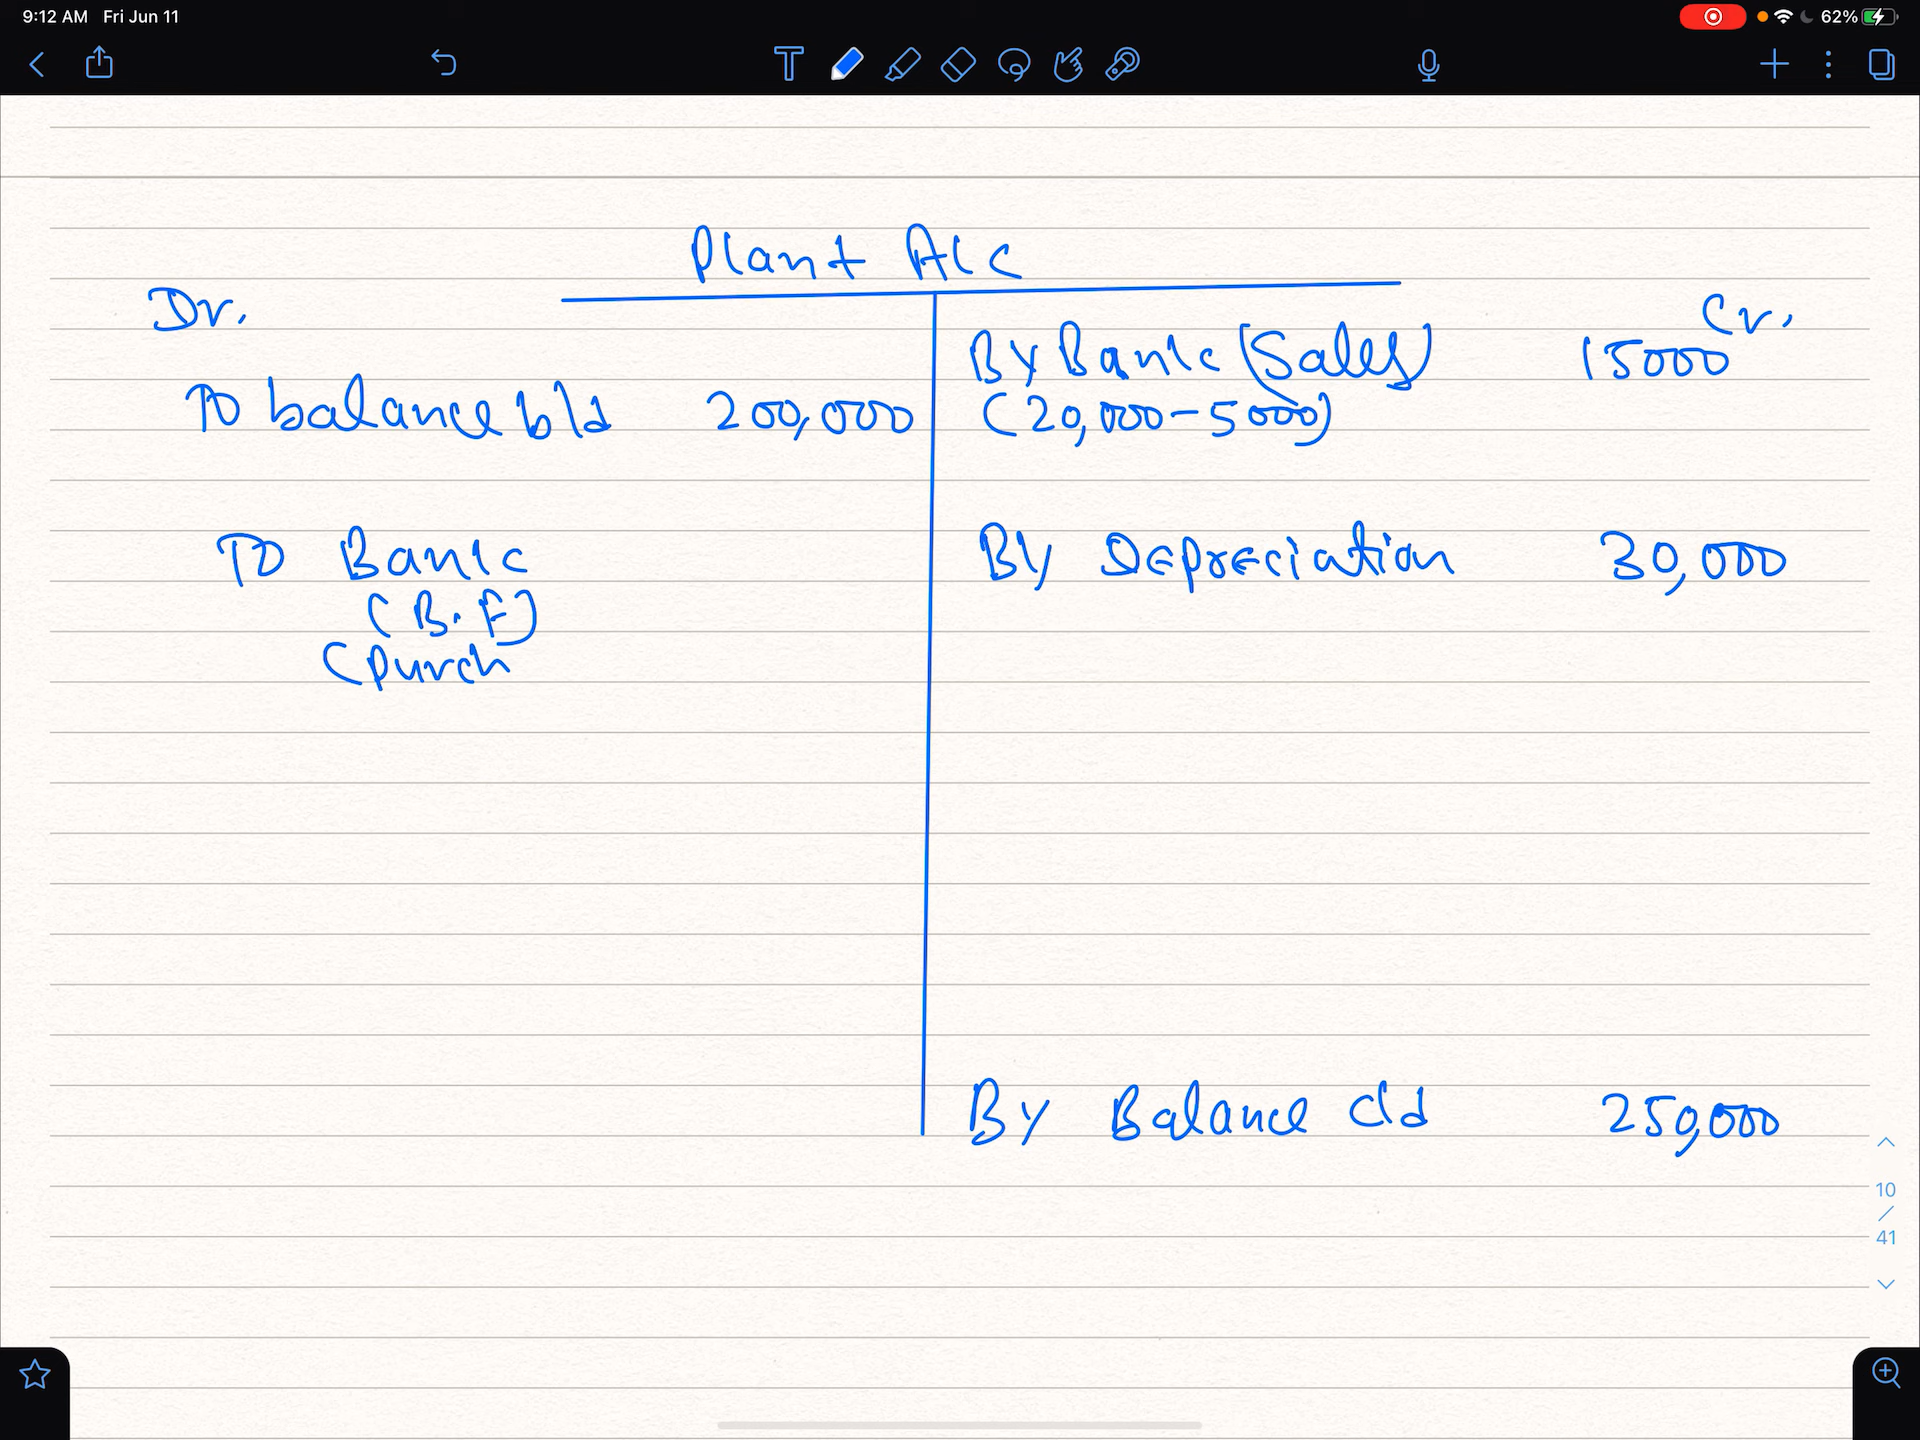 9:12 AM Fri Jun 11
62%
Plant A/c
Dr.
Cr.
By Bank (Sales) 15000
To balance b/d 200,000
(20,000-5000)
To Bank
By Depreciation 30,000
(B.F)
(Purch
By Balance c/d 250,000
10
/
41